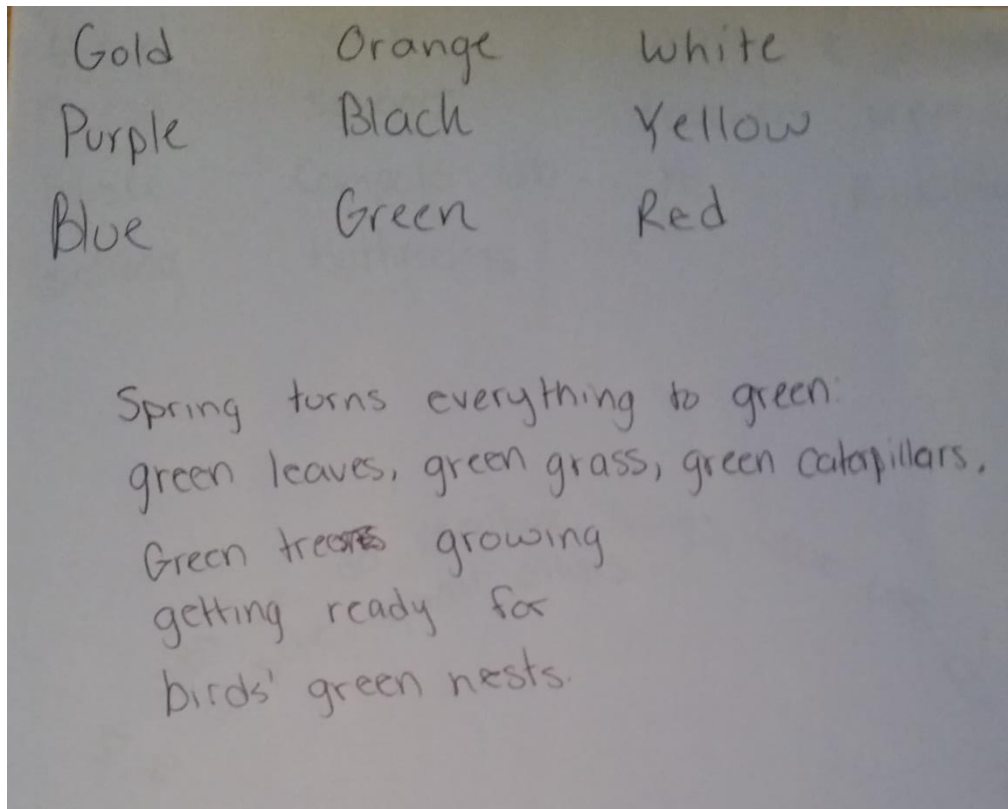 Gold Orange White
Purple Black Yellow
Blue Green Red
Spring turns everything to green:
green leaves, green grass, green catapillars.
Green trees growing
getting ready for
birds' green nests.